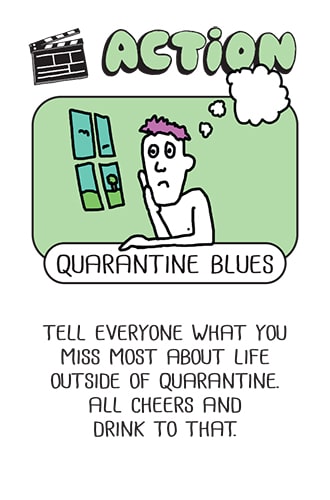 ACTION
QUARANTINE BLUES
TELL EVERYONE WHAT YOU
MISS MOST ABOUT LIFE
OUTSIDE OF QUARANTINE.
ALL CHEERS AND
DRINK TO THAT.